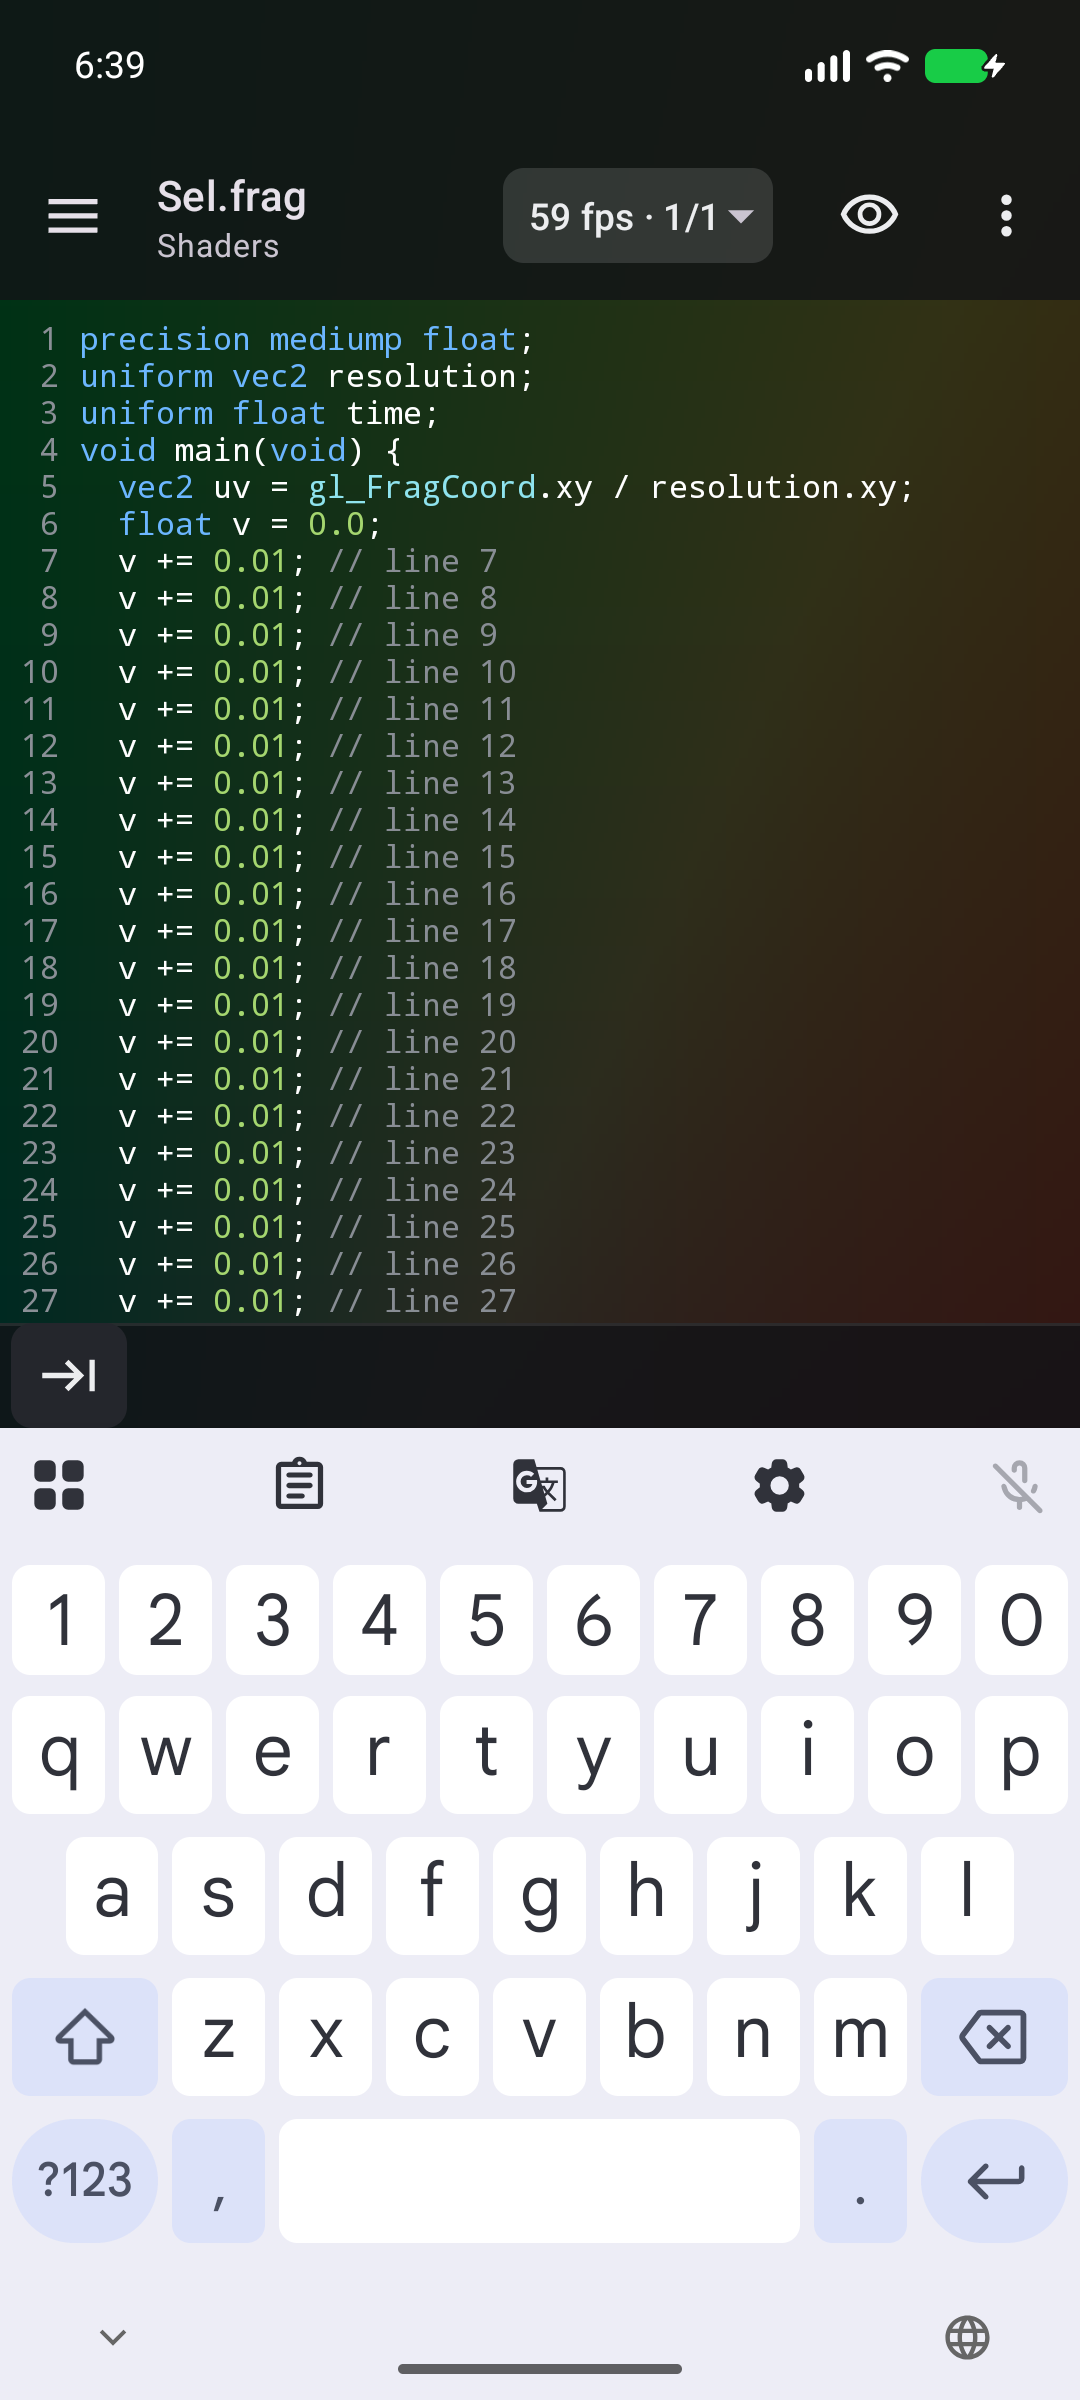 6:39
Sel.frag
Shaders
59 fps · 1/1
1 precision mediump float;
2 uniform vec2 resolution;
3 uniform float time;
4 void main(void) {
5   vec2 uv = gl_FragCoord.xy / resolution.xy;
6   float v = 0.0;
7   v += 0.01; // line 7
8   v += 0.01; // line 8
9   v += 0.01; // line 9
10   v += 0.01; // line 10
11   v += 0.01; // line 11
12   v += 0.01; // line 12
13   v += 0.01; // line 13
14   v += 0.01; // line 14
15   v += 0.01; // line 15
16   v += 0.01; // line 16
17   v += 0.01; // line 17
18   v += 0.01; // line 18
19   v += 0.01; // line 19
20   v += 0.01; // line 20
21   v += 0.01; // line 21
22   v += 0.01; // line 22
23   v += 0.01; // line 23
24   v += 0.01; // line 24
25   v += 0.01; // line 25
26   v += 0.01; // line 26
27   v += 0.01; // line 27
G 文
1 2 3 4 5 6 7 8 9 0
q w e r t y u i o p
a s d f g h j k l
z x c v b n m
?123 , .